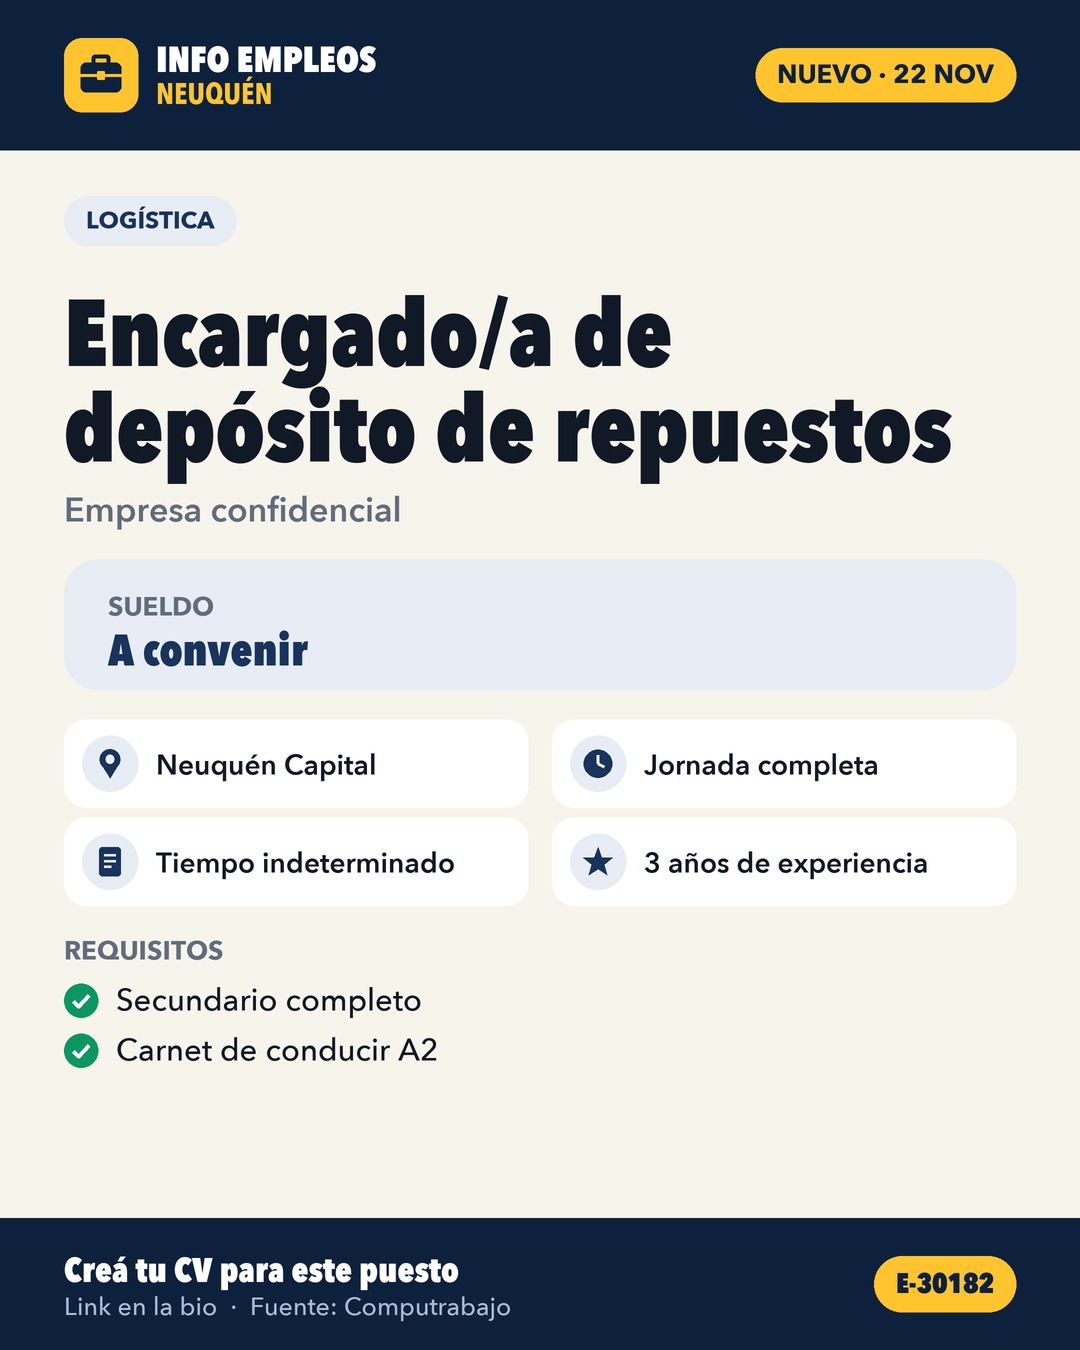 INFO EMPLEOS
NEUQUÉN
NUEVO · 22 NOV
LOGÍSTICA
Encargado/a de
depósito de repuestos
Empresa confidencial
SUELDO
A convenir
Neuquén Capital
Jornada completa
Tiempo indeterminado
3 años de experiencia
REQUISITOS
Secundario completo
Carnet de conducir A2
Creá tu CV para este puesto
Link en la bio · Fuente: Computrabajo
E-30182